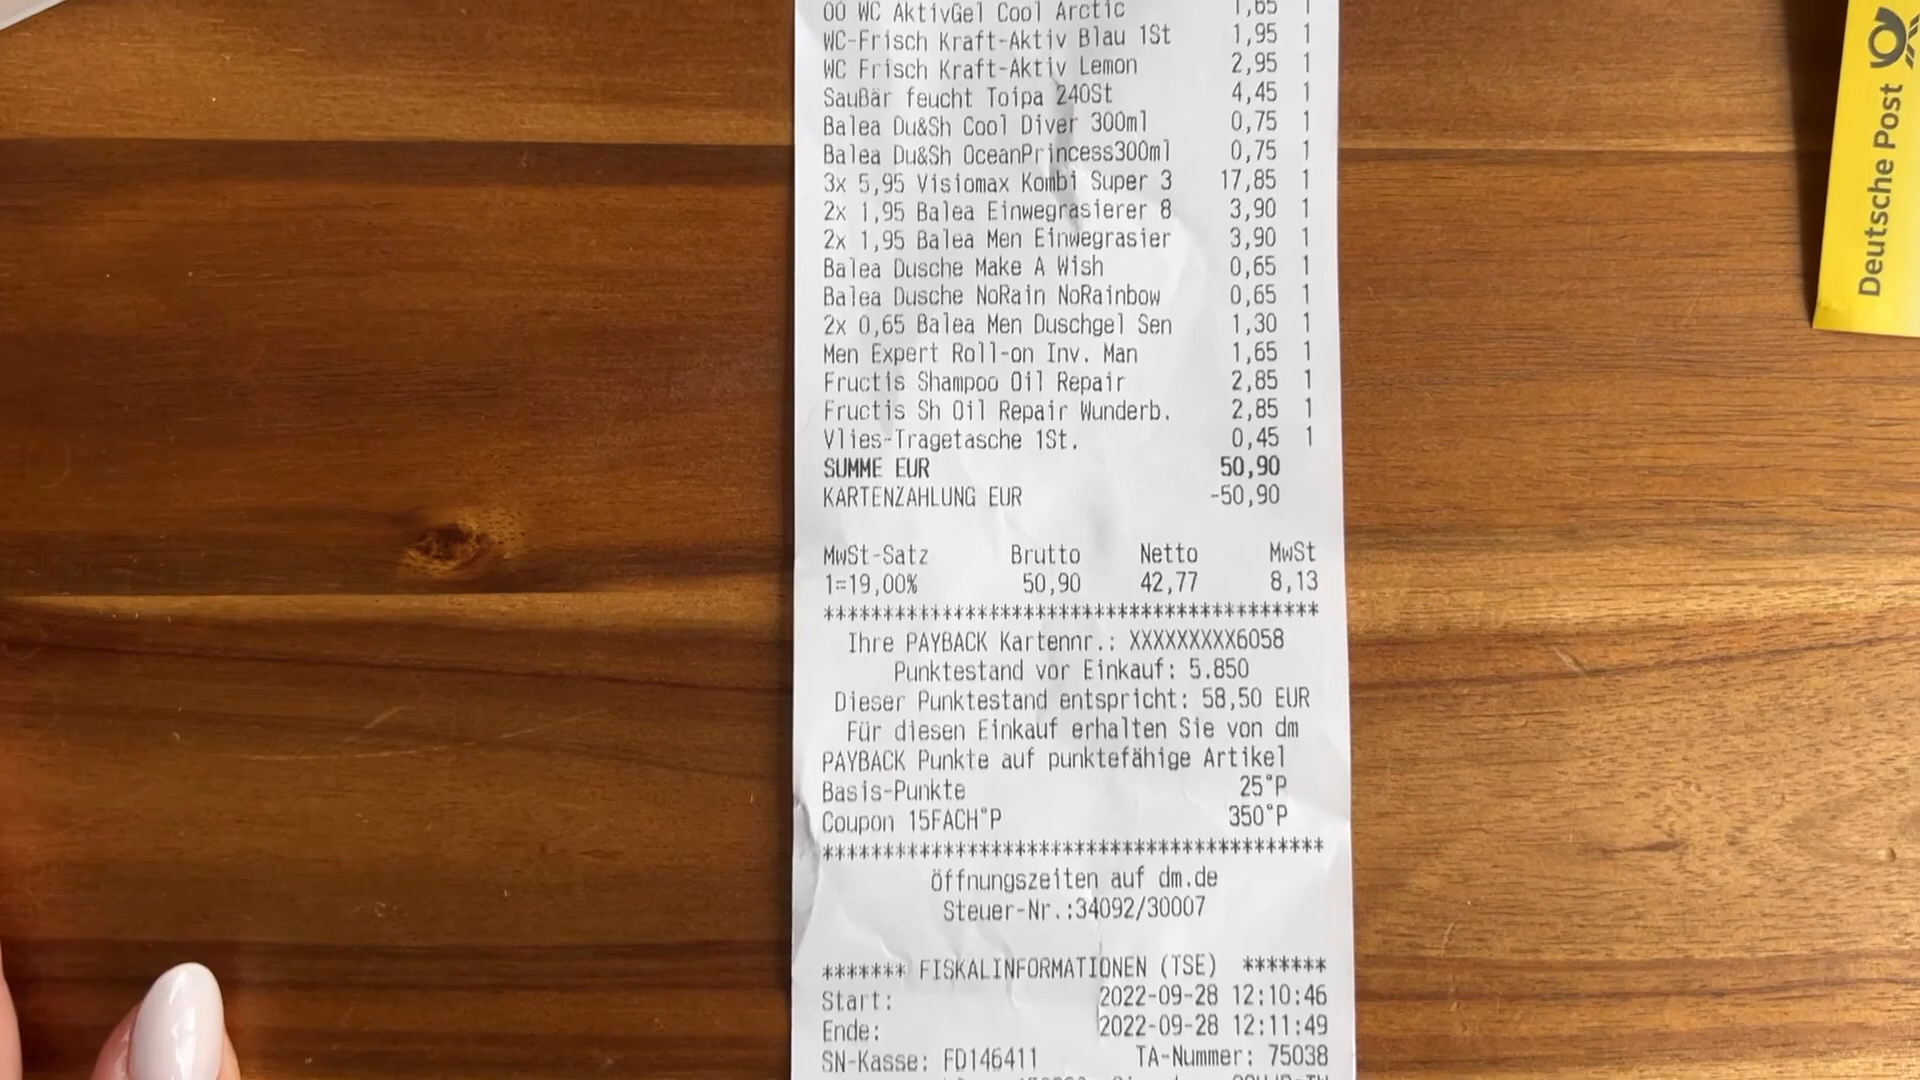 00 WC AktivGel Cool Arctic 1,65 1
WC-Frisch Kraft-Aktiv Blau 1St 1,95 1
WC Frisch Kraft-Aktiv Lemon 2,95 1
SauBär feucht Toipa 240St 4,45 1
Balea Du&Sh Cool Diver 300ml 0,75 1
Balea Du&Sh OceanPrincess300ml 0,75 1
3x 5,95 Visiomax Kombi Super 3 17,85 1
2x 1,95 Balea Einwegrasierer 8 3,90 1
2x 1,95 Balea Men Einwegrasier 3,90 1
Balea Dusche Make A Wish 0,65 1
Balea Dusche NoRain NoRainbow 0,65 1
2x 0,65 Balea Men Duschgel Sen 1,30 1
Men Expert Roll-on Inv. Man 1,65 1
Fructis Shampoo Oil Repair 2,85 1
Fructis Sh Oil Repair Wunderb. 2,85 1
Vlies-Tragetasche 1St. 0,45 1
SUMME EUR 50,90
KARTENZAHLUNG EUR -50,90
MwSt-Satz Brutto Netto MwSt
1=19,00% 50,90 42,77 8,13
******************************************
Ihre PAYBACK Kartennr.: XXXXXXXXX6058
Punktestand vor Einkauf: 5.850
Dieser Punktestand entspricht: 58,50 EUR
Für diesen Einkauf erhalten Sie von dm
PAYBACK Punkte auf punktefähige Artikel
Basis-Punkte 25°P
Coupon 15FACH°P 350°P
******************************************
Öffnungszeiten auf dm.de
Steuer-Nr.:34092/30007
******* FISKALINFORMATIONEN (TSE) *******
Start: 2022-09-28 12:10:46
Ende: 2022-09-28 12:11:49
SN-Kasse: FD146411 TA-Nummer: 75038
Deutsche Post